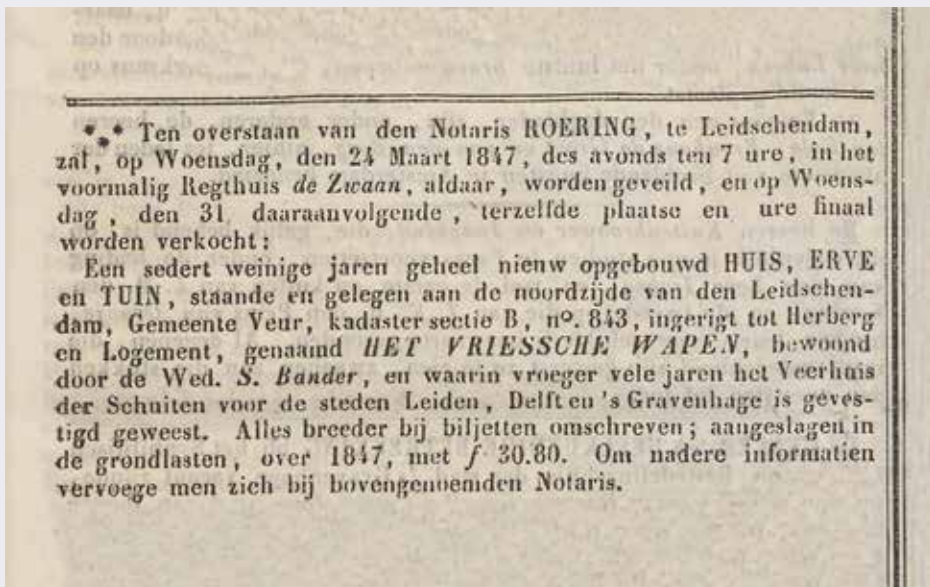 *⁎* Ten overstaan van den Notaris ROERING, te Leidschendam,
zal, op Woensdag, den 24 Maart 1847, des avonds ten 7 ure, in het
voormalig Regthuis de Zwaan, aldaar, worden geveild, en op Woens-
dag, den 31 daaraanvolgende, terzelfde plaatse en ure finaal
worden verkocht:
Een sedert weinige jaren geheel nieuw opgebouwd HUIS, ERVE
en TUIN, staande en gelegen aan de noordzijde van den Leidschen-
dam, Gemeente Veur, kadaster sectie B, nº. 843, ingerigt tot Herberg
en Logement, genaamd HET VRIESSCHE WAPEN, bewoond
door de Wed. S. Bander, en waarin vroeger vele jaren het Veerhuis
der Schuiten voor de steden Leiden, Delft en 's Gravenhage is geves-
tigd geweest. Alles breeder bij biljetten omschreven; aangeslagen in
de grondlasten, over 1847, met f 30.80. Om nadere informatien
vervoege men zich bij bovengenoemden Notaris.